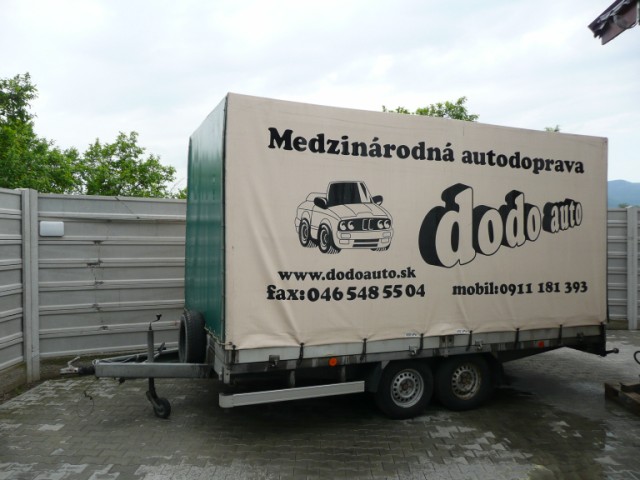 Medzinárodná autodoprava
dodo auto
www.dodoauto.sk
fax:046 548 55 04
mobil:0911 181 393